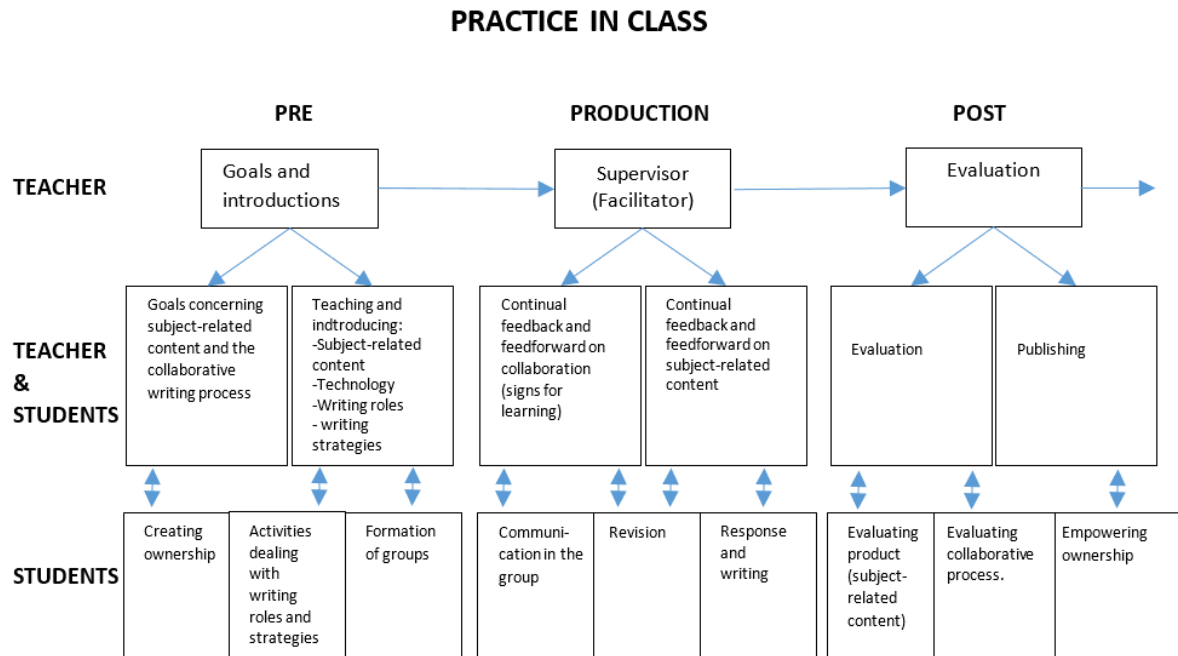 PRACTICE IN CLASS
PRE
PRODUCTION
POST
TEACHER
Goals and
introductions
Supervisor
(Facilitator)
Evaluation
TEACHER
&
STUDENTS
Goals concerning
subject-related
content and the
collaborative
writing process
Teaching and
indtroducing:
-Subject-related
content
-Technology
-Writing roles
- writing
strategies
Continual
feedback and
feedforward on
collaboration
(signs for
learning)
Continual
feedback and
feedforward on
subject-related
content
Evaluation
Publishing
STUDENTS
Creating
ownership
Activities
dealing
with
writing
roles and
strategies
Formation
of groups
Communi-
cation in the
group
Revision
Response
and
writing
Evaluating
product
(subject-
related
content)
Evaluating
collaborative
process.
Empowering
ownership